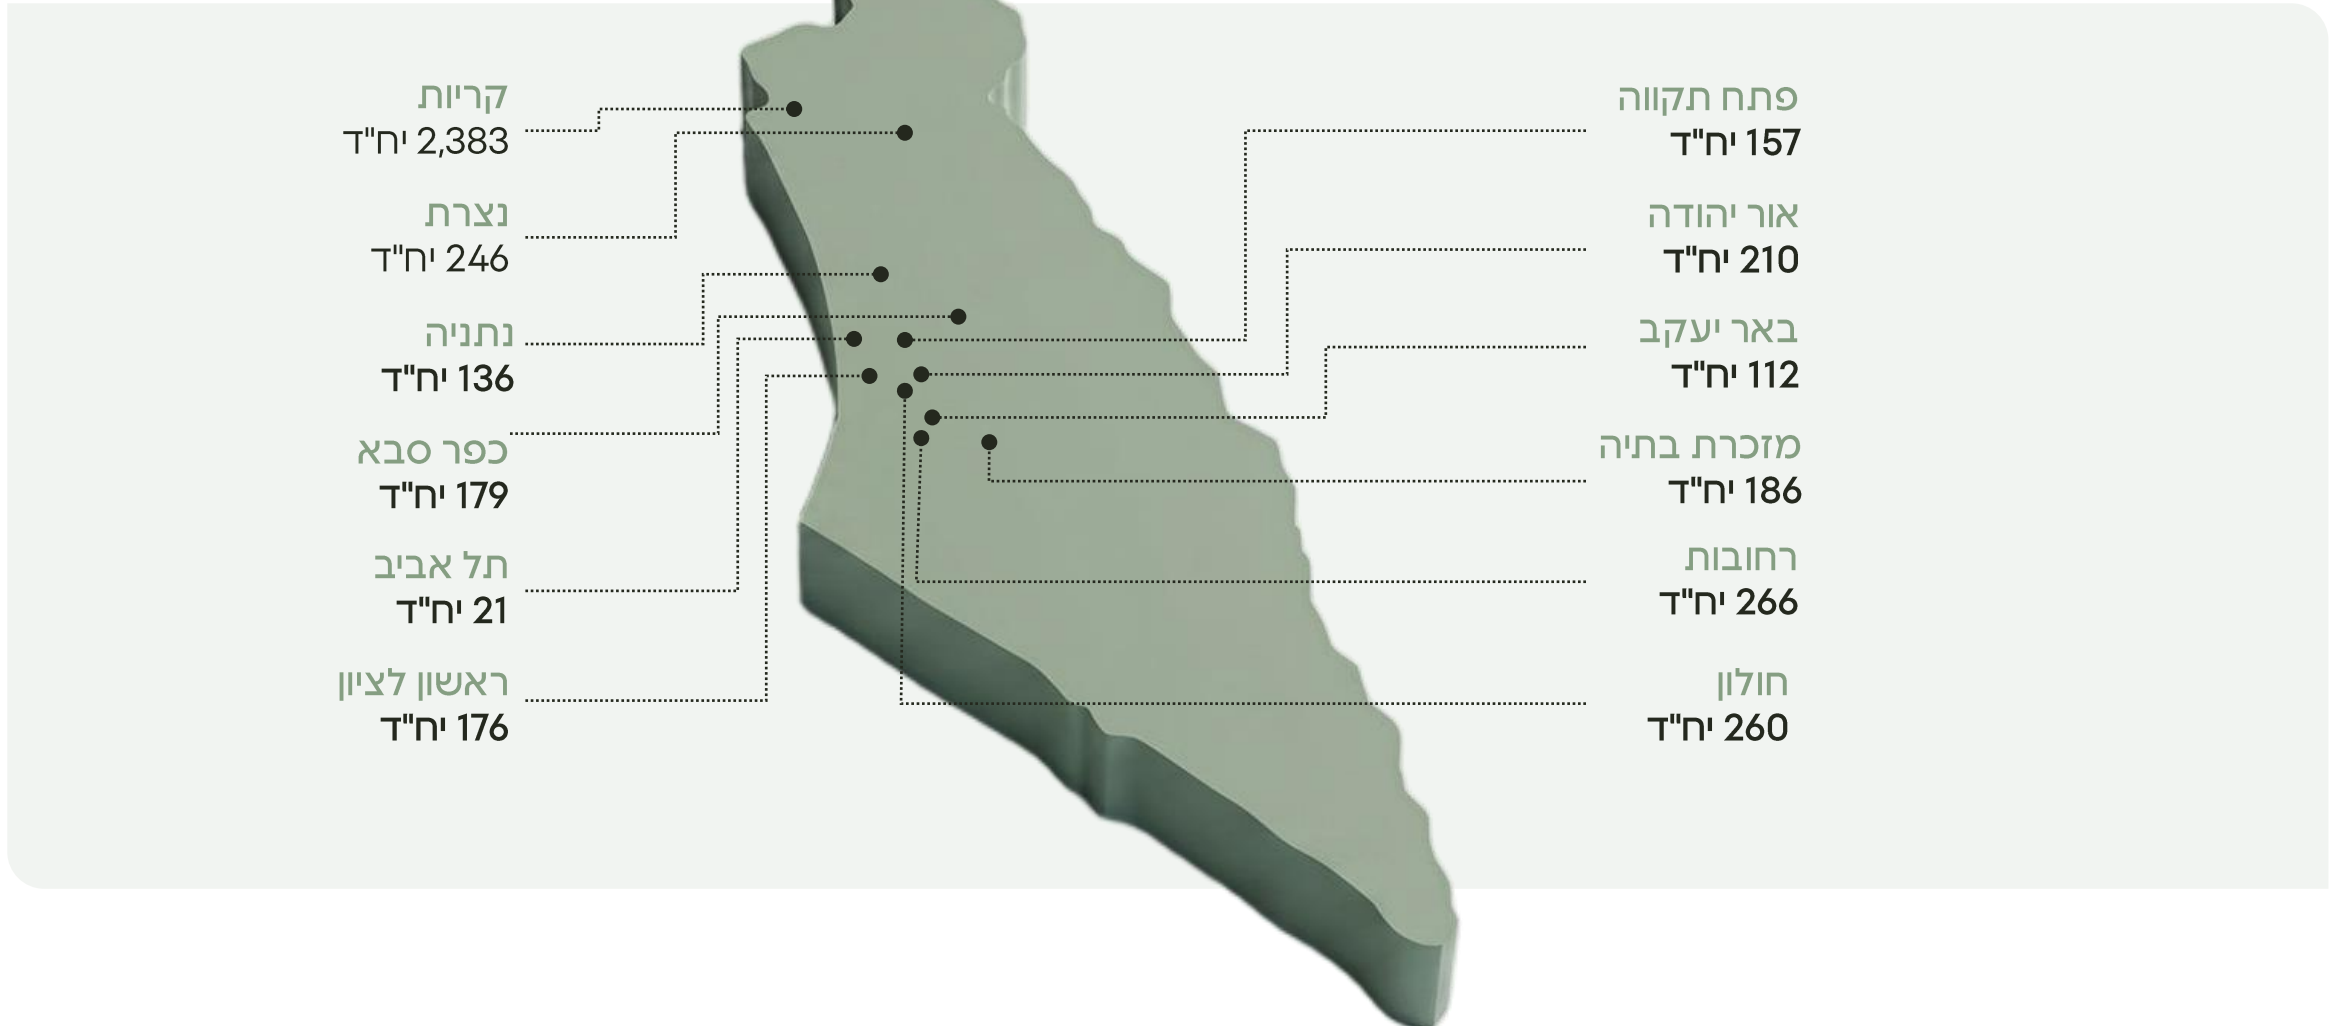 פתח תקווה
157 יח"ד
אור יהודה
210 יח"ד
באר יעקב
112 יח"ד
מזכרת בתיה
186 יח"ד
רחובות
266 יח"ד
חולון
260 יח"ד
קריות
2,383 יח"ד
נצרת
246 יח"ד
נתניה
136 יח"ד
כפר סבא
179 יח"ד
תל אביב
21 יח"ד
ראשון לציון
176 יח"ד